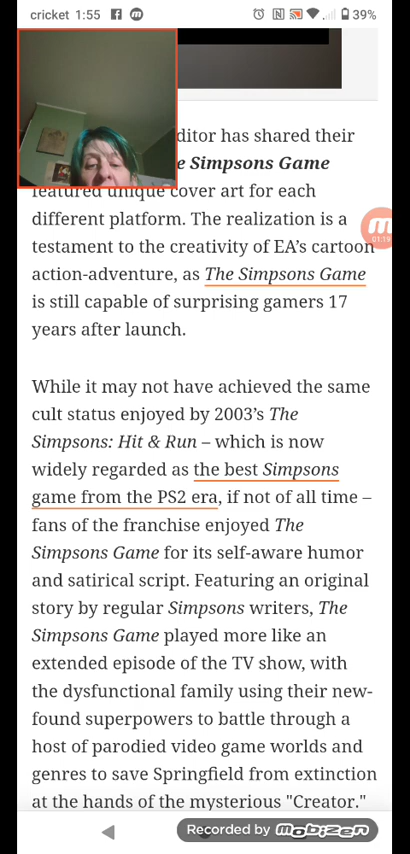 cricket 1:55
39%
ditor has shared their
e Simpsons Game
featured unique cover art for each
different platform. The realization is a
testament to the creativity of EA's cartoon
action-adventure, as The Simpsons Game
is still capable of surprising gamers 17
years after launch.
01:19
While it may not have achieved the same
cult status enjoyed by 2003's The
Simpsons: Hit & Run – which is now
widely regarded as the best Simpsons
game from the PS2 era, if not of all time –
fans of the franchise enjoyed The
Simpsons Game for its self-aware humor
and satirical script. Featuring an original
story by regular Simpsons writers, The
Simpsons Game played more like an
extended episode of the TV show, with
the dysfunctional family using their new-
found superpowers to battle through a
host of parodied video game worlds and
genres to save Springfield from extinction
at the hands of the mysterious "Creator."
Recorded by mobizen